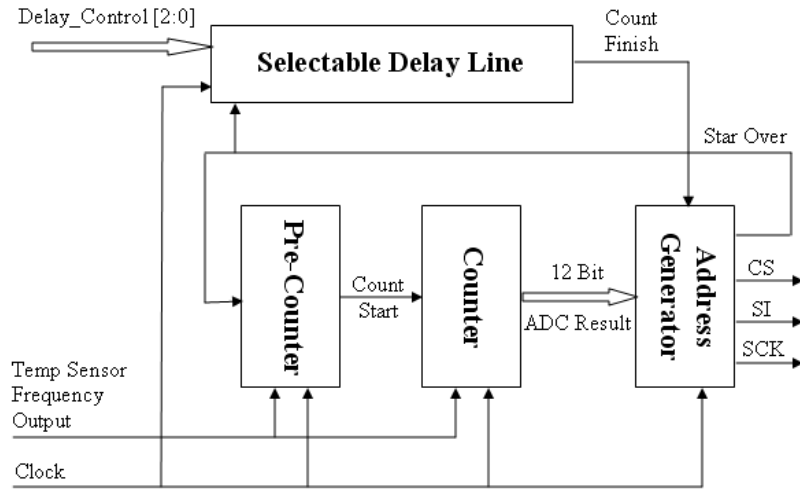 Delay_Control [2:0]
Selectable Delay Line
Count
Finish
Star Over
Pre-Counter
Count
Start
Counter
12 Bit
ADC Result
Address
Generator
CS
SI
SCK
Temp Sensor
Frequency
Output
Clock